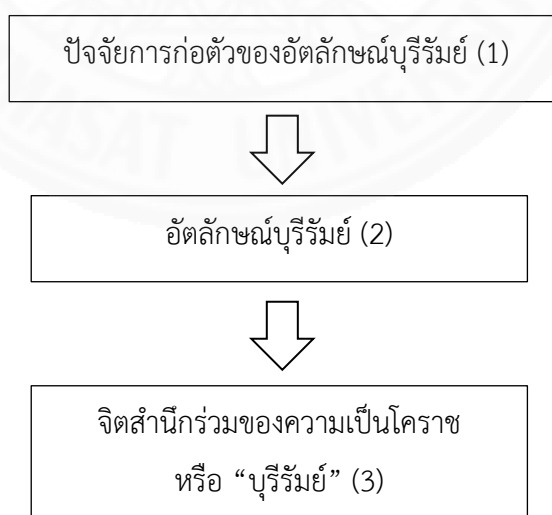 ปัจจัยการก่อตัวของอัตลักษณ์บุรีรัมย์ (1)
อัตลักษณ์บุรีรัมย์ (2)
จิตสำนึกร่วมของความเป็นโคราช
หรือ “บุรีรัมย์” (3)